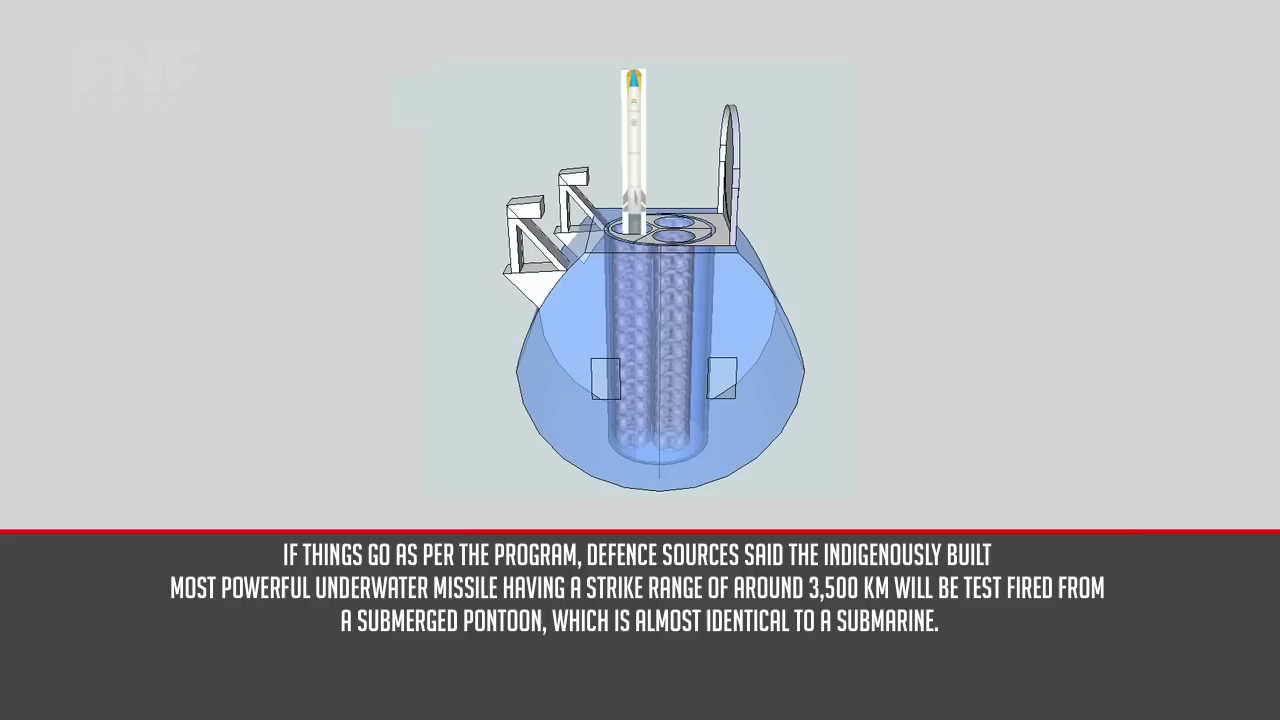 FNF
IF THINGS GO AS PER THE PROGRAM, DEFENCE SOURCES SAID THE INDIGENOUSLY BUILT
MOST POWERFUL UNDERWATER MISSILE HAVING A STRIKE RANGE OF AROUND 3,500 KM WILL BE TEST FIRED FROM
A SUBMERGED PONTOON, WHICH IS ALMOST IDENTICAL TO A SUBMARINE.